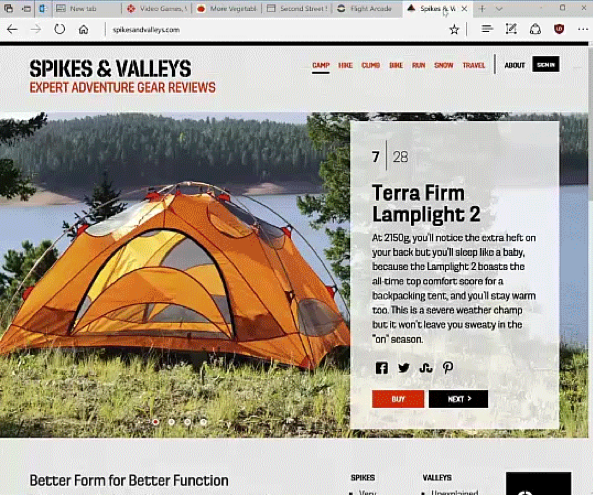 New tab
Video Games, V
More Vegetabl
Second Street S
Flight Arcade
Spikes & V
spikesandvalleys.com
SPIKES & VALLEYS
EXPERT ADVENTURE GEAR REVIEWS
CAMP HIKE CLIMB BIKE RUN SNOW TRAVEL ABOUT SIGN IN
7 28
Terra Firm
Lamplight 2
At 2150g, you'll notice the extra heft on
your back but you'll sleep like a baby,
because the Lamplight 2 boasts the
all-time top comfort score for a
backpacking tent, and you'll stay warm
too. This is a severe weather champ
but it won't leave you sweaty in the
"on" season.
BUY NEXT >
Better Form for Better Function
SPIKES VALLEYS
Very Unexplained